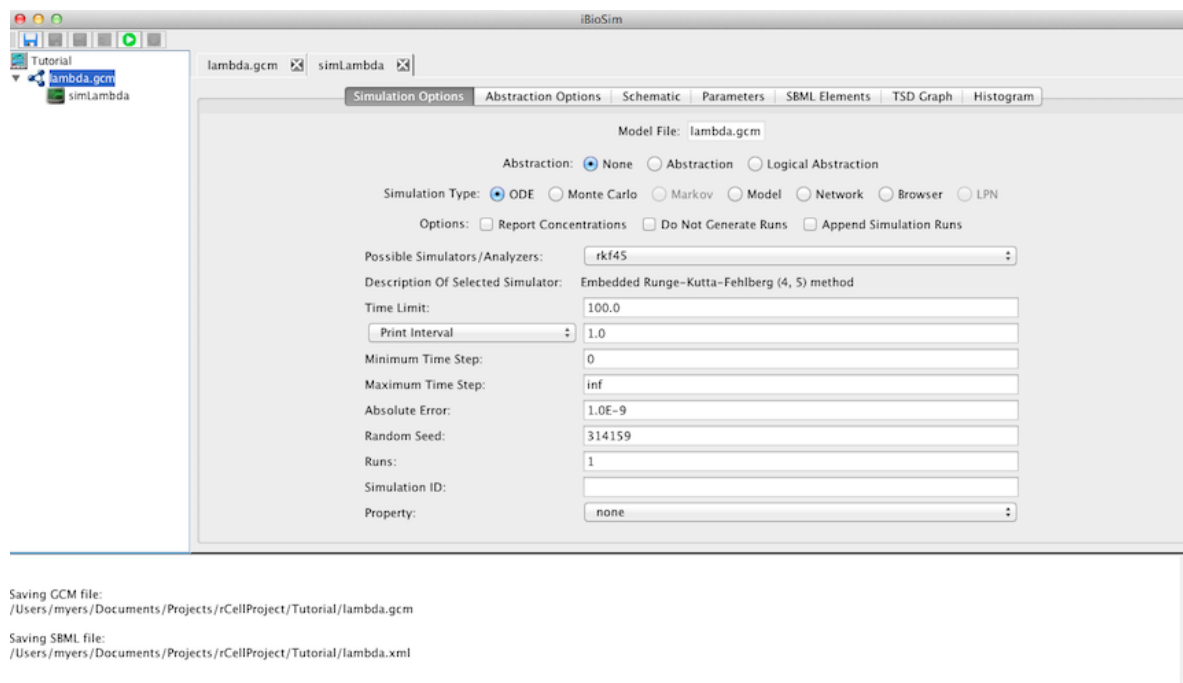 iBioSim
Tutorial
lambda.gcm
simLambda
lambda.gcm simLambda
Simulation Options Abstraction Options Schematic Parameters SBML Elements TSD Graph Histogram
Model File: lambda.gcm
Abstraction: None Abstraction Logical Abstraction
Simulation Type: ODE Monte Carlo Markov Model Network Browser LPN
Options: Report Concentrations Do Not Generate Runs Append Simulation Runs
Possible Simulators/Analyzers: rkf45
Description Of Selected Simulator: Embedded Runge-Kutta-Fehlberg (4, 5) method
Time Limit: 100.0
Print Interval 1.0
Minimum Time Step: 0
Maximum Time Step: inf
Absolute Error: 1.0E-9
Random Seed: 314159
Runs: 1
Simulation ID:
Property: none
Saving GCM file:
/Users/myers/Documents/Projects/rCellProject/Tutorial/lambda.gcm
Saving SBML file:
/Users/myers/Documents/Projects/rCellProject/Tutorial/lambda.xml